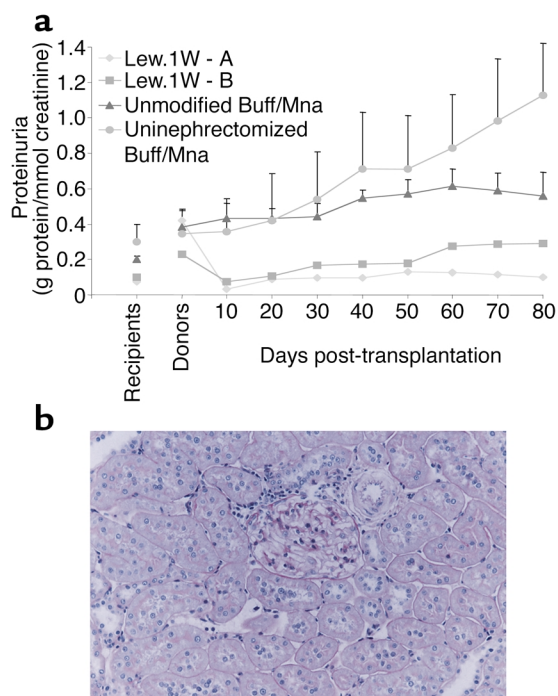 a
Proteinuria
(g protein/mmol creatinine)
1.4
1.2
1.0
0.8
0.6
0.4
0.2
0
Lew.1W - A
Lew.1W - B
Unmodified Buff/Mna
Uninephrectomized
Buff/Mna
Recipients
Donors
10
20
30
40
50
60
70
80
Days post-transplantation
b